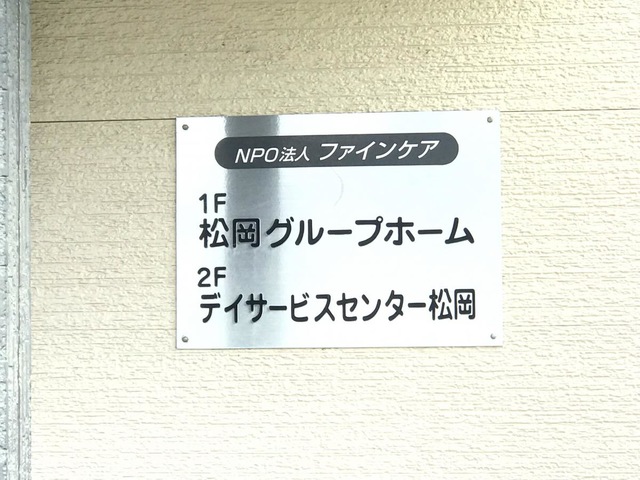 NPO法人 ファインケア
1F
松岡グループホーム
2F
デイサービスセンター松岡